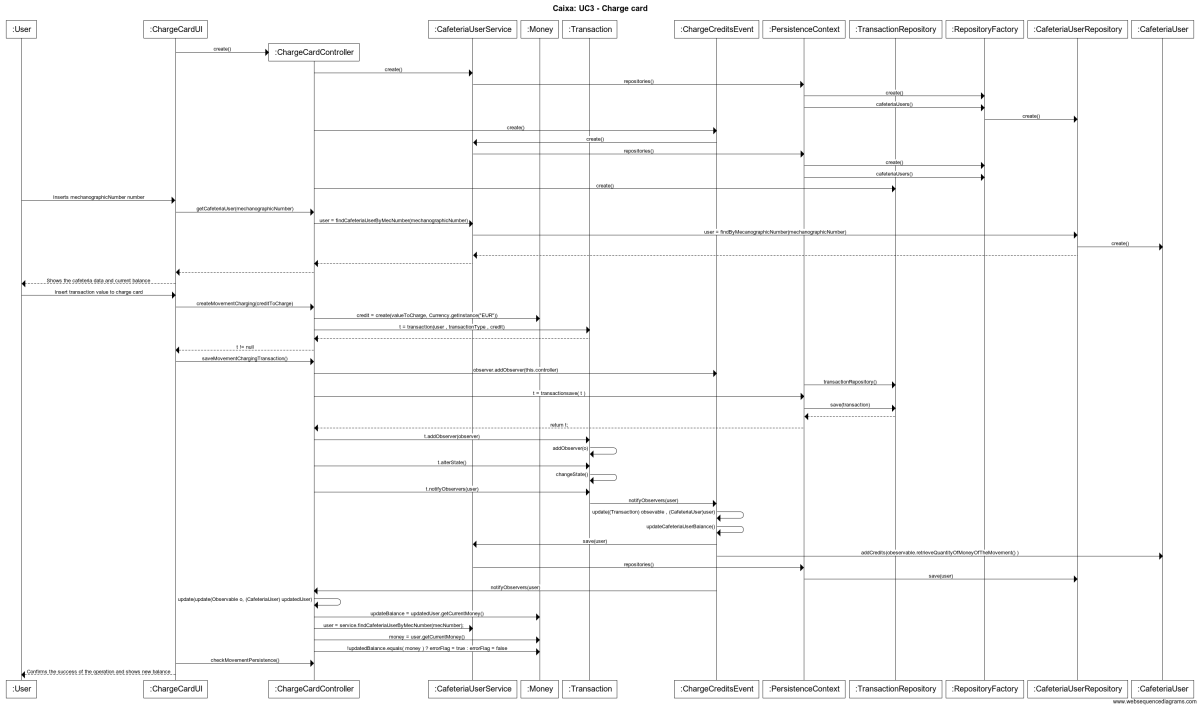 Caixa: UC3 - Charge card
:User :ChargeCardUI :CafeteriaUserService :Money :Transaction :ChargeCreditsEvent :PersistenceContext :TransactionRepository :RepositoryFactory :CafeteriaUserRepository :CafeteriaUser
create()
:ChargeCardController
create()
repositories()
create()
cafeteriaUsers()
create()
create()
create()
repositories()
create()
cafeteriaUsers()
create()
Inserts mechanographicNumber number
getCafeteriaUser(mechanographicNumber)
user = findCafeteriaUserByMecNumber(mechanographicNumber)
user = findByMecanographicNumber(mechanographicNumber)
create()
Shows the cafeteria data and current balance
Insert transaction value to charge card
createMovementCharging(creditToCharge)
credit = create(valueToCharge, Currency.getInstance("EUR"))
t = transaction(user , transactionType , credit)
t != null
saveMovementChargingTransaction()
observer.addObserver(this.controller)
transactionRepository()
t = transactionsave( t )
save(transaction)
return t;
t.addObserver(observer)
addObserver(o)
t.alterState()
changeState()
t.notifyObservers(user)
notifyObservers(user)
update((Transaction) obsevable , (CafeteriaUser)user)
updateCafeteriaUserBalance()
save(user)
addCredits(obeservable.retrieveQuantityOfMoneyOfTheMovement() )
repositories()
save(user)
notifyObservers(user)
update(update(Observable o, (CafeteriaUser) updatedUser)
updateBalance = updatedUser.getCurrentMoney()
user = service.findCafeteriaUserByMecNumber(mecNumber)
money = user.getCurrentMoney()
!updatedBalance.equals( money ) ? errorFlag = true : errorFlag = false
checkMovementPersistence()
Confirms the success of the operation and shows new balance
:User :ChargeCardUI :ChargeCardController :CafeteriaUserService :Money :Transaction :ChargeCreditsEvent :PersistenceContext :TransactionRepository :RepositoryFactory :CafeteriaUserRepository :CafeteriaUser
www.websequencediagrams.com